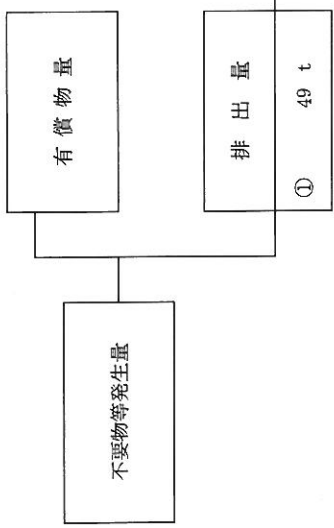 不要物等発生量
有償物量
排出量
① 49 t